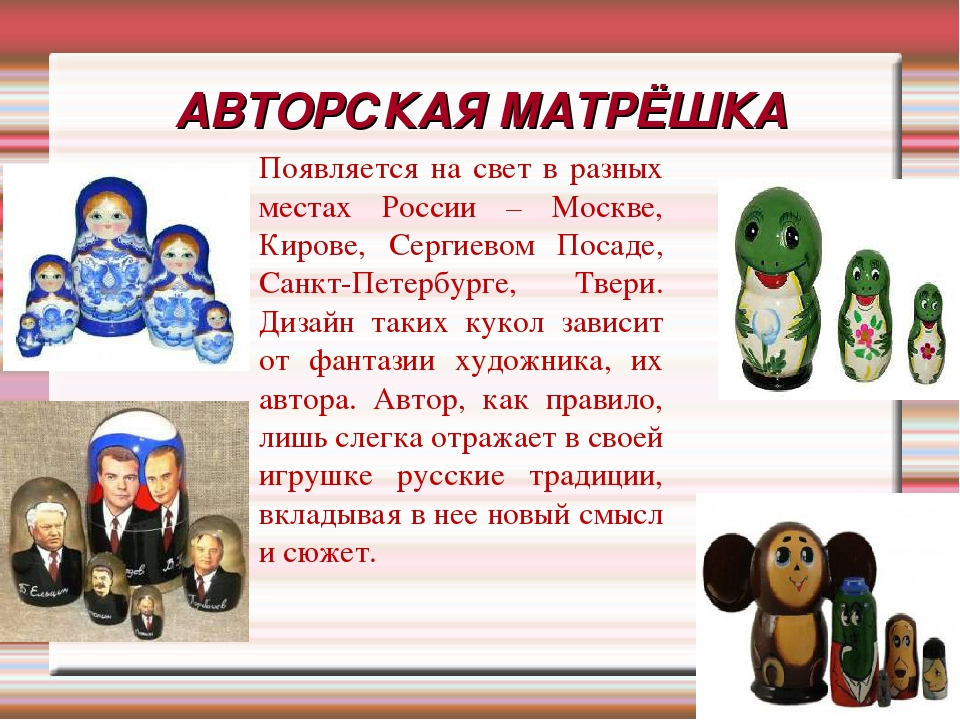 АВТОРСКАЯ МАТРЁШКА
Появляется на свет в разных
местах России – Москве,
Кирове, Сергиевом Посаде,
Санкт-Петербурге, Твери.
Дизайн таких кукол зависит
от фантазии художника, их
автора. Автор, как правило,
лишь слегка отражает в своей
игрушке русские традиции,
вкладывая в нее новый смысл
и сюжет.
Б. Ельцин
Горбачев